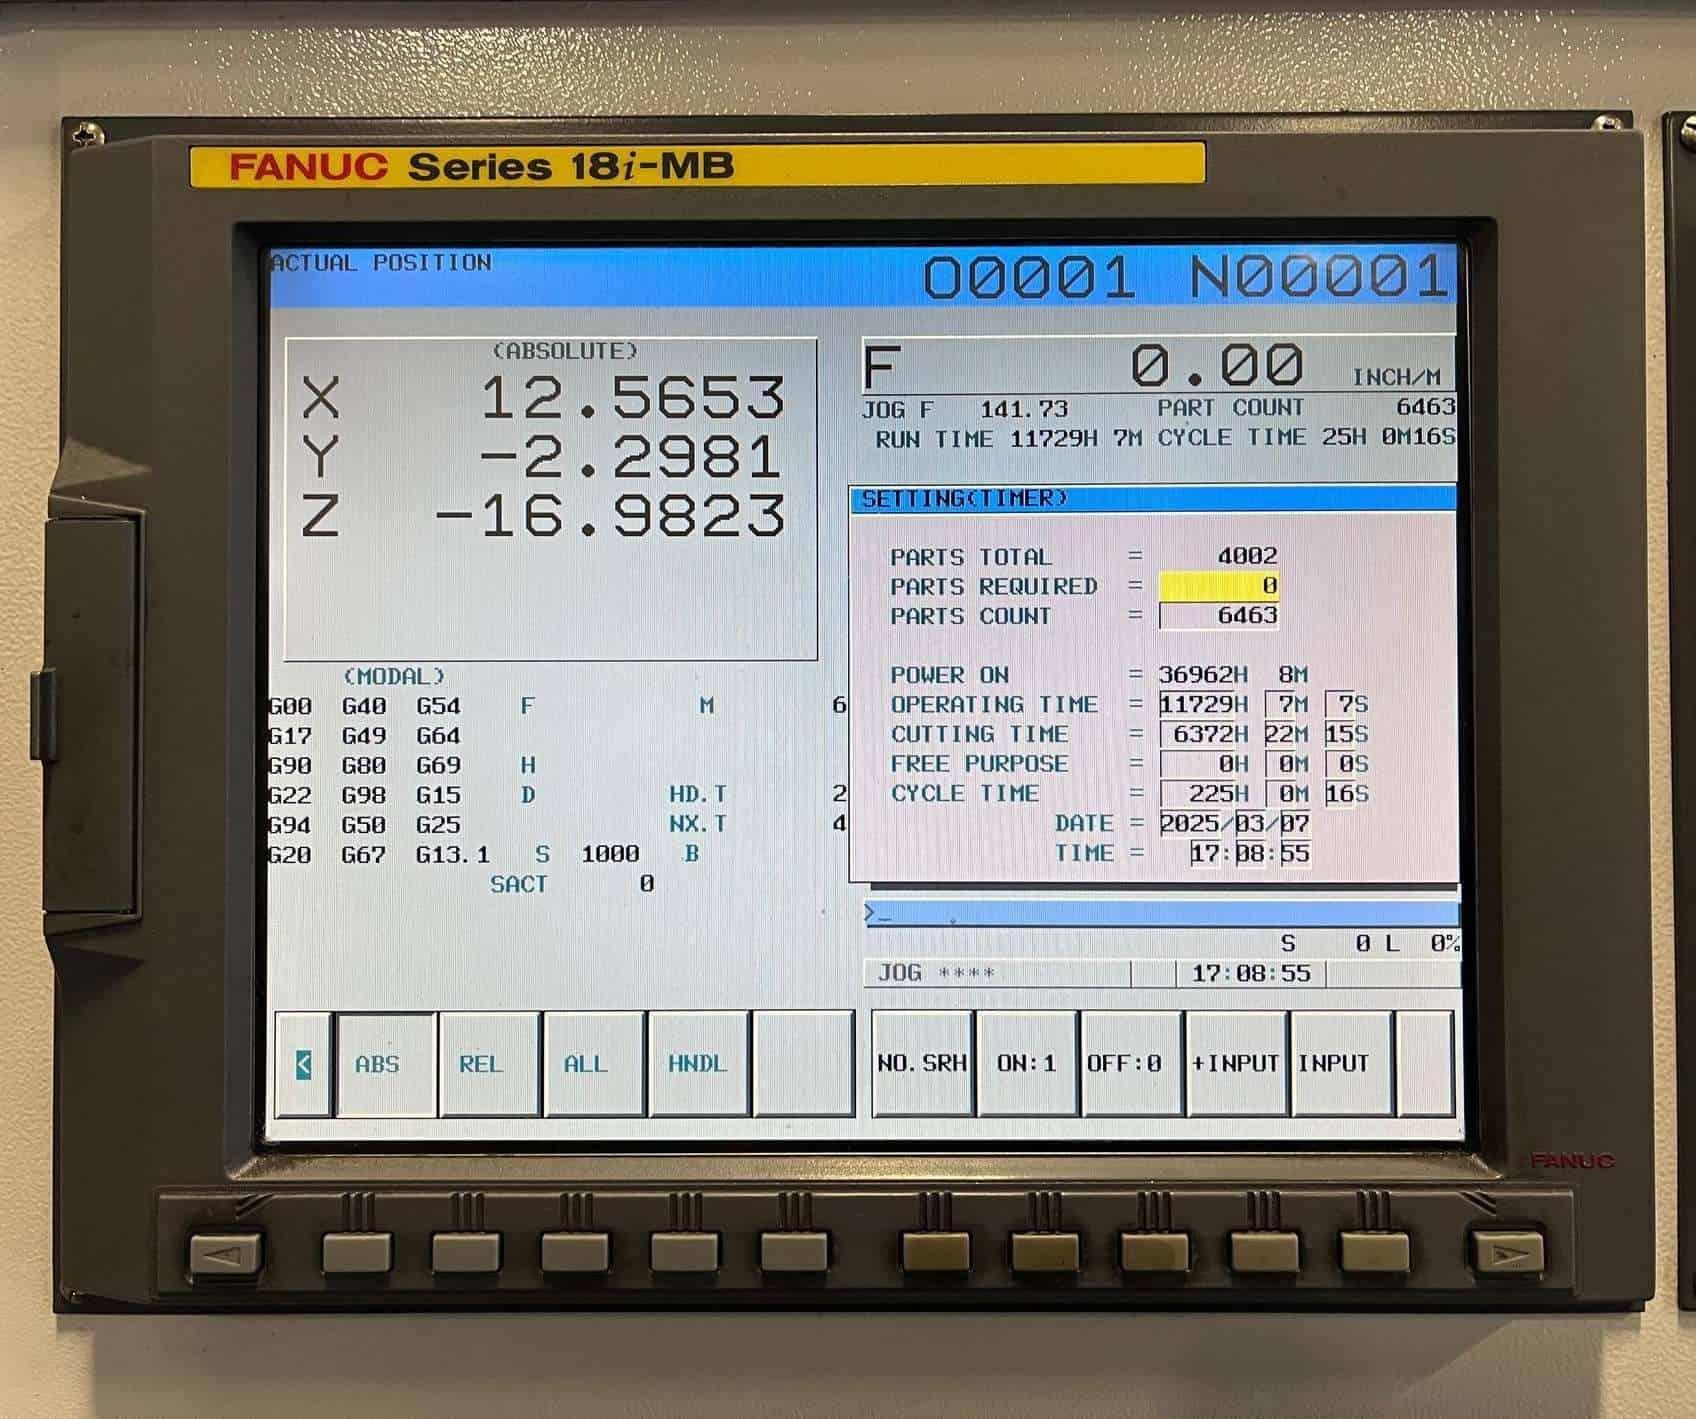 FANUC Series 18i-MB
ACTUAL POSITION O0001 N00001
(ABSOLUTE)
X 12.5653
Y -2.2981
Z -16.9823
F 0.00 INCH/M
JOG F 141.73 PART COUNT 6463
RUN TIME 11729H 7M CYCLE TIME 25H 0M16S
SETTING(TIMER)
PARTS TOTAL = 4002
PARTS REQUIRED = 0
PARTS COUNT = 6463
POWER ON = 36962H 8M
OPERATING TIME = 11729H 7M 7S
CUTTING TIME = 6372H 22M 15S
FREE PURPOSE = 0H 0M 0S
CYCLE TIME = 225H 0M 16S
DATE = 2025/03/07
TIME = 17:08:55
(MODAL)
G00 G40 G54 F M 6
G17 G49 G64
G90 G80 G69 H
G22 G98 G15 D HD.T 2
G94 G50 G25 NX.T 4
G20 G67 G13.1 S 1000 B
SACT 0
>_
S 0 L 0%
JOG **** 17:08:55
< ABS REL ALL HNDL NO.SRH ON:1 OFF:0 +INPUT INPUT
FANUC